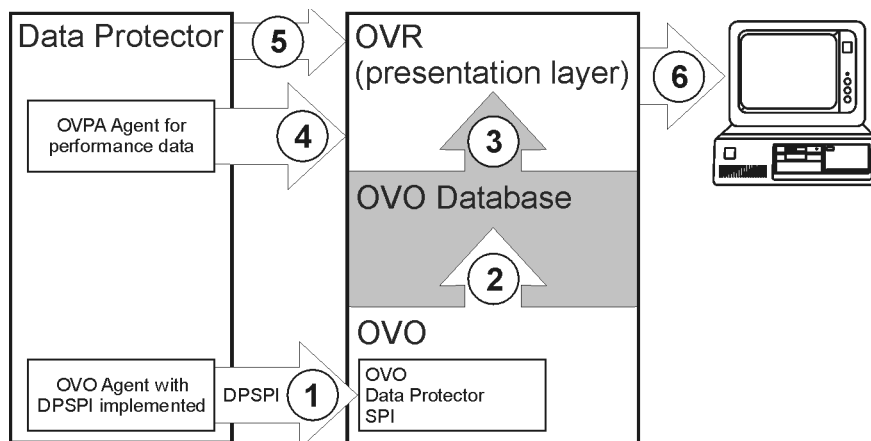 Data Protector
5
OVR
(presentation layer)
6
OVPA Agent for
performance data
4
3
OVO Database
2
OVO
OVO Agent with
DPSPI implemented
DPSPI
1
OVO
Data Protector
SPI